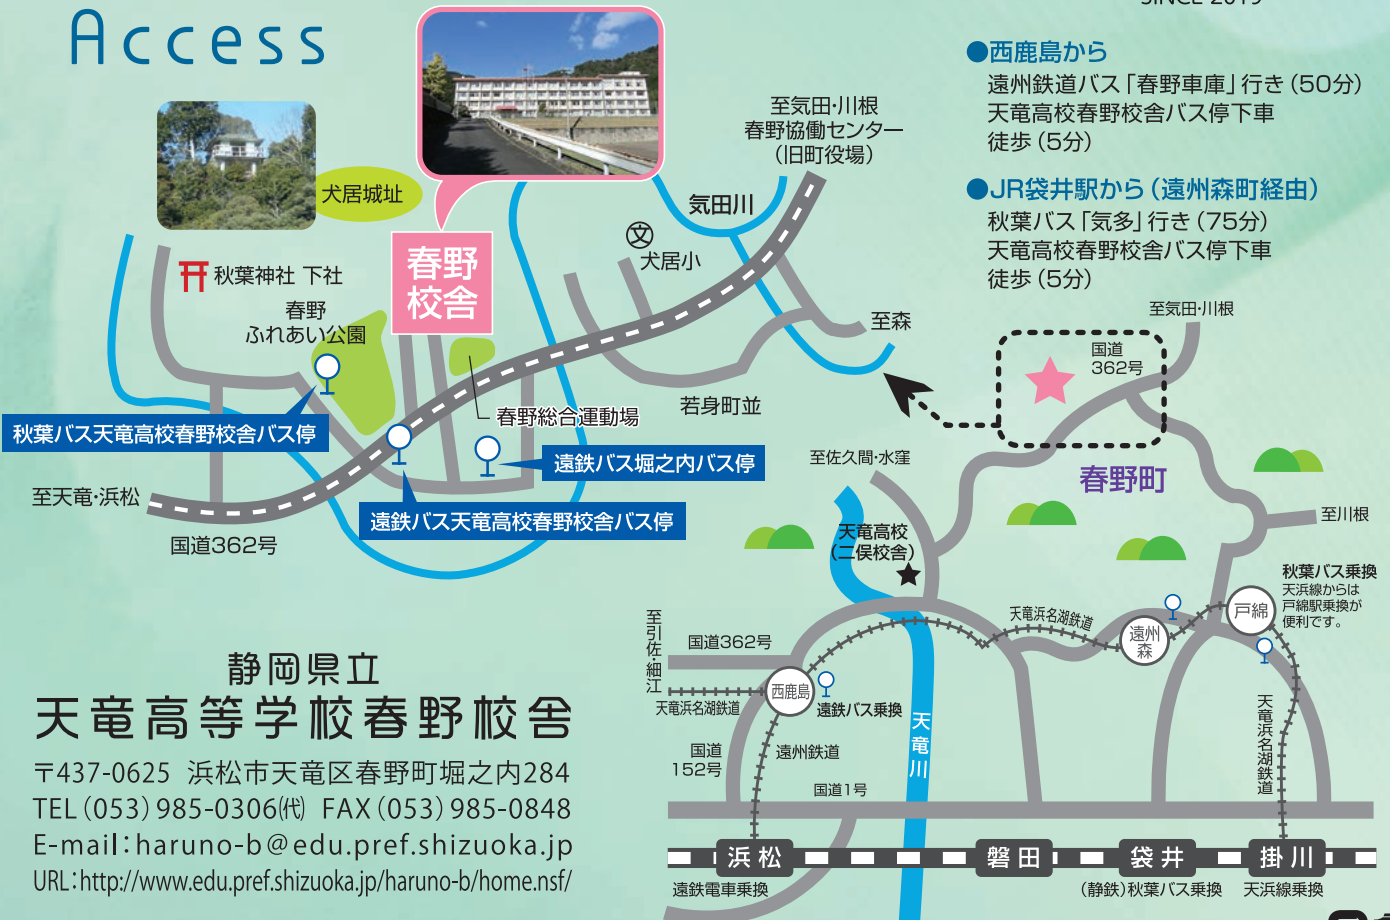 SINCE 2019
Access
●西鹿島から
遠州鉄道バス「春野車庫」行き(50分)
天竜高校春野校舎バス停下車
徒歩(5分)
●JR袋井駅から(遠州森町経由)
秋葉バス「気多」行き(75分)
天竜高校春野校舎バス停下車
徒歩(5分)
至気田・川根
春野協働センター
(旧町役場)
犬居城址
気田川
文
犬居小
春野
校舎
秋葉神社 下社
春野
ふれあい公園
至森
若身町並
春野総合運動場
秋葉バス天竜高校春野校舎バス停
遠鉄バス堀之内バス停
至天竜・浜松
遠鉄バス天竜高校春野校舎バス停
国道362号
至気田・川根
国道
362号
春野町
至佐久間・水窪
至川根
天竜高校
(二俣校舎)
秋葉バス乗換
天浜線からは
戸綿駅乗換が
便利です。
戸綿
天竜浜名湖鉄道
遠州
森
至引佐・細江
国道362号
西鹿島
天竜浜名湖鉄道
遠鉄バス乗換
天竜川
天竜浜名湖鉄道
国道
152号
遠州鉄道
国道1号
浜松
磐田
袋井
掛川
遠鉄電車乗換
(静鉄)秋葉バス乗換
天浜線乗換
静岡県立
天竜高等学校春野校舎
〒437-0625 浜松市天竜区春野町堀之内284
TEL(053)985-0306㈹ FAX(053)985-0848
E-mail:haruno-b@edu.pref.shizuoka.jp
URL:http://www.edu.pref.shizuoka.jp/haruno-b/home.nsf/